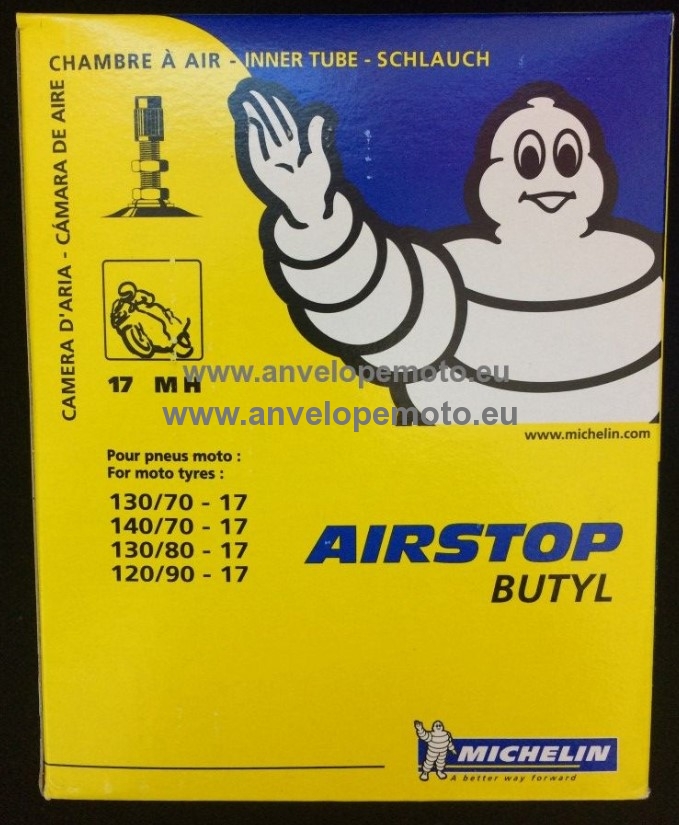 CHAMBRE À AIR - INNER TUBE - SCHLAUCH
CAMERA D'ARIA - CÁMARA DE AIRE
17 MH
www.anvelopemoto.eu
www.anvelopemoto.eu
www.michelin.com
Pour pneus moto :
For moto tyres :
130/70 - 17
140/70 - 17
130/80 - 17
120/90 - 17
AIRSTOP
BUTYL
MICHELIN
A better way forward